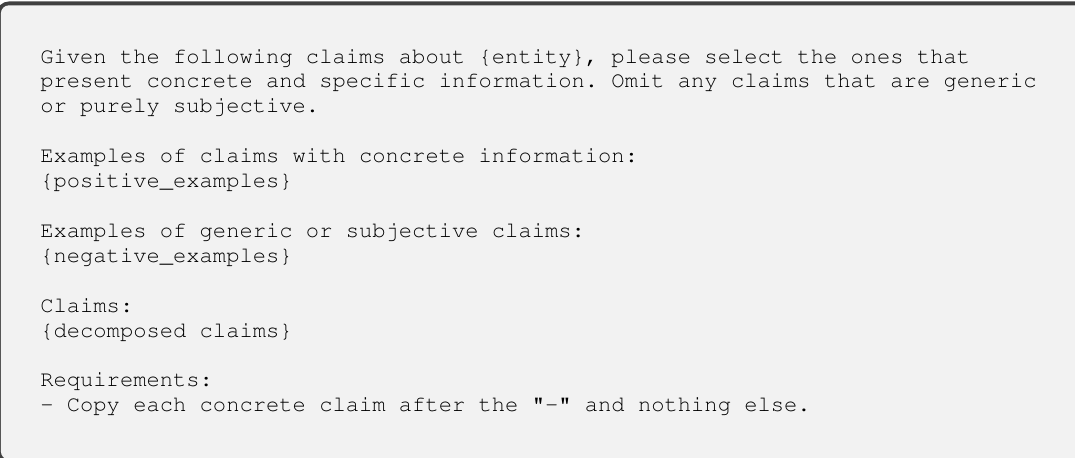 Given the following claims about {entity}, please select the ones that
present concrete and specific information. Omit any claims that are generic
or purely subjective.
Examples of claims with concrete information:
{positive_examples}
Examples of generic or subjective claims:
{negative_examples}
Claims:
{decomposed claims}
Requirements:
- Copy each concrete claim after the "-" and nothing else.